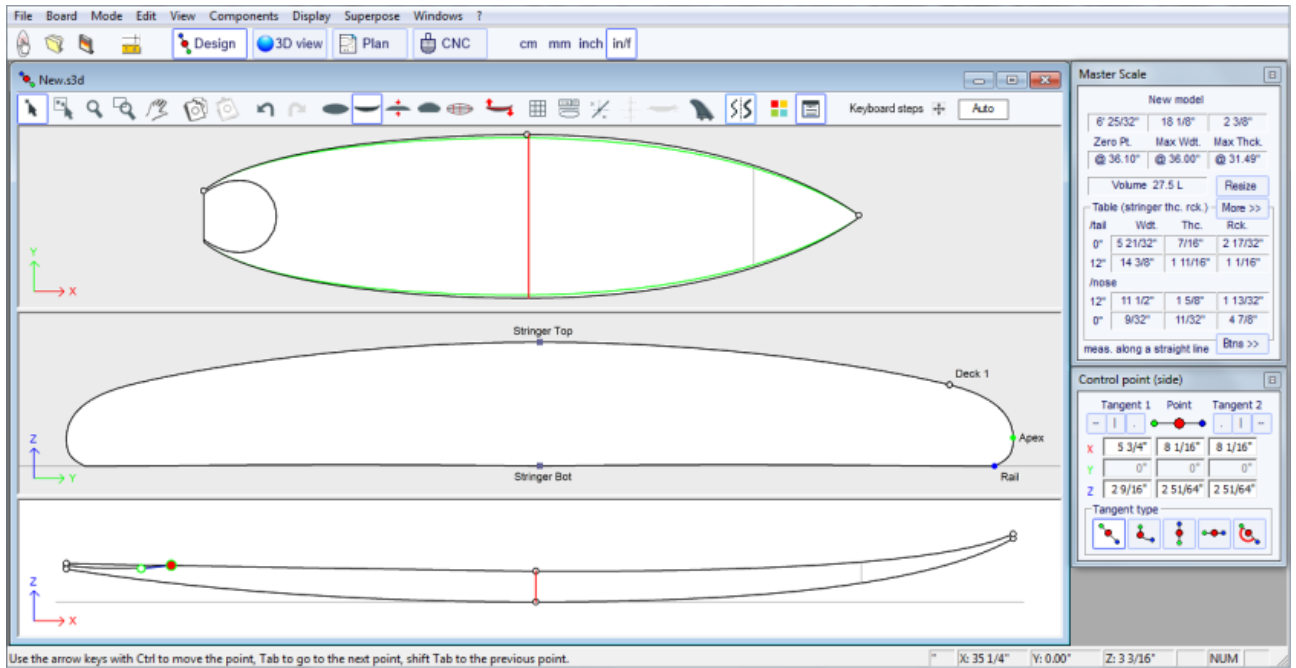 File Board Mode Edit View Components Display Superpose Windows ?
Design 3D view Plan CNC cm mm inch in/f
New.s3d
Keyboard steps Auto
Y
X
Stringer Top
Deck 1
Apex
Z
Y
Stringer Bot
Rail
Z
X
Master Scale
New model
6' 25/32" 18 1/8" 2 3/8"
Zero Pt. Max Wdt. Max Thck.
@ 36.10" @ 36.00" @ 31.49"
Volume 27.5 L Resize
Table (stringer thc. rck.) More >>
/tail Wdt. Thc. Rck.
0" 5 21/32" 7/16" 2 17/32"
12" 14 3/8" 1 11/16" 1 1/16"
/nose
12" 11 1/2" 1 5/8" 1 13/32"
0" 9/32" 11/32" 4 7/8"
meas. along a straight line Btns >>
Control point (side)
Tangent 1 Point Tangent 2
X 5 3/4" 8 1/16" 8 1/16"
Y 0" 0" 0"
Z 2 9/16" 2 51/64" 2 51/64"
Tangent type
Use the arrow keys with Ctrl to move the point, Tab to go to the next point, shift Tab to the previous point. " X: 35 1/4" Y: 0.00" Z: 3 3/16" NUM